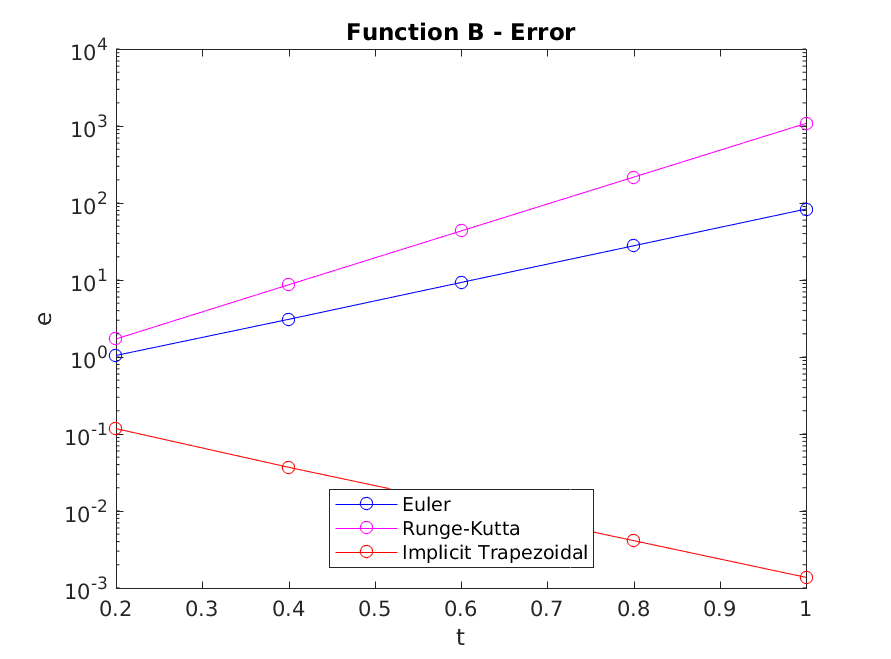 Function B - Error
10^4
10^3
10^2
10^1
10^0
10^-1
10^-2
10^-3
e
Euler
Runge-Kutta
Implicit Trapezoidal
0.2 0.3 0.4 0.5 0.6 0.7 0.8 0.9 1
t